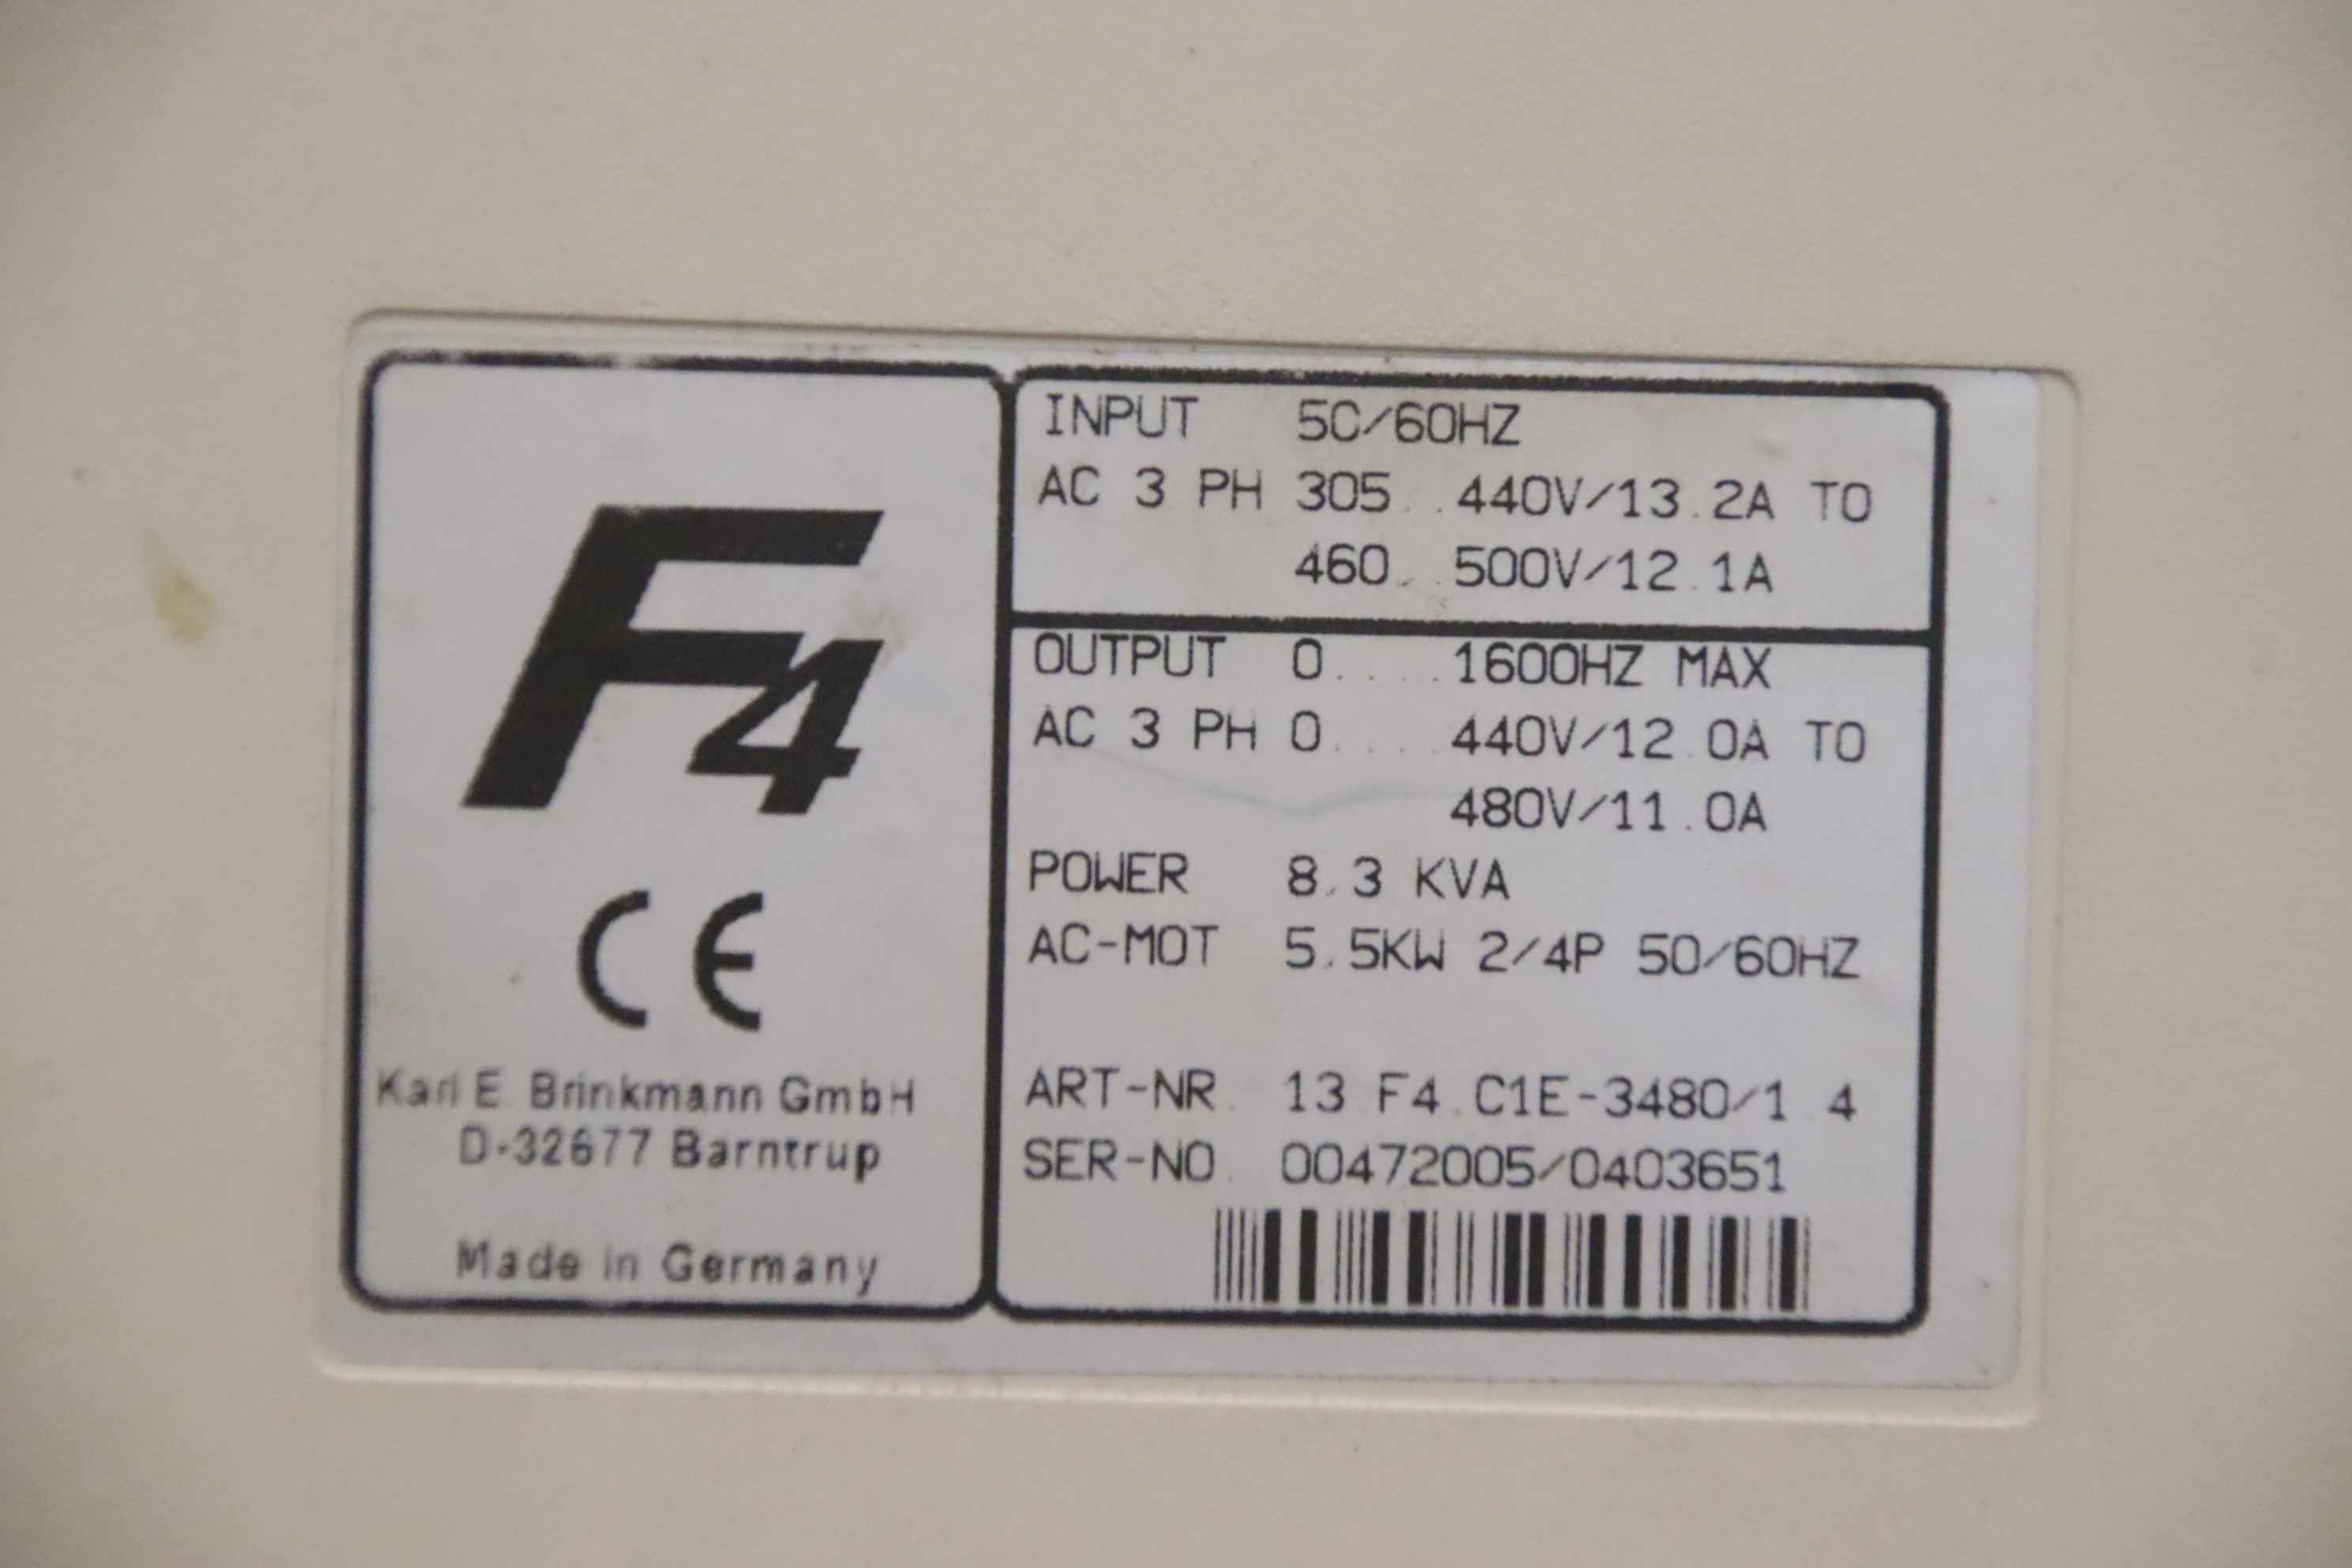 F4
CE
Karl E. Brinkmann GmbH
D-32677 Barntrup
Made in Germany
INPUT 50/60HZ
AC 3 PH 305...440V/13.2A TO
460...500V/12.1A
OUTPUT 0.....1600HZ MAX
AC 3 PH 0.....440V/12.0A TO
480V/11.0A
POWER 8.3 KVA
AC-MOT 5.5KW 2/4P 50/60HZ
ART-NR. 13.F4.C1E-3480/1.4
SER-NO. 00472005/0403651